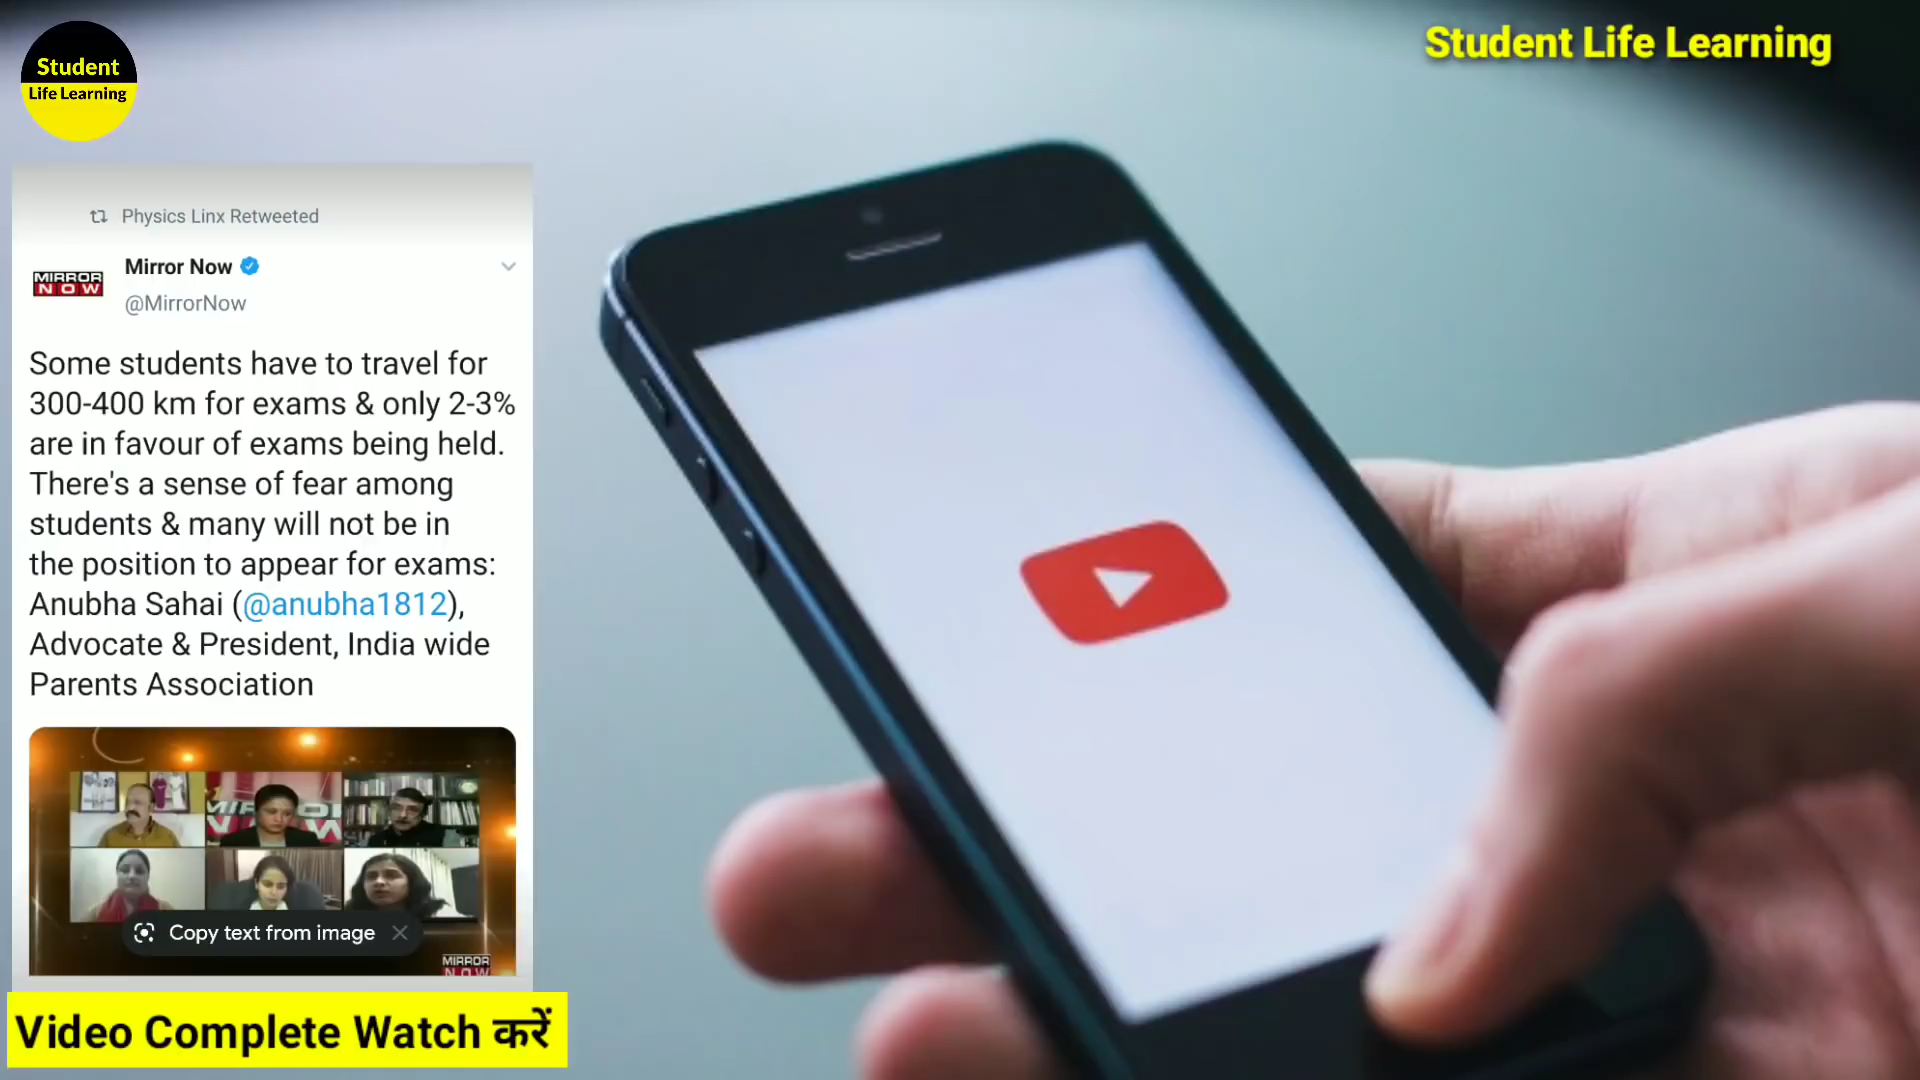 Student
Life Learning
Student Life Learning
Physics Linx Retweeted
MIRROR
NOW
Mirror Now
@MirrorNow
Some students have to travel for
300-400 km for exams & only 2-3%
are in favour of exams being held.
There's a sense of fear among
students & many will not be in
the position to appear for exams:
Anubha Sahai (@anubha1812),
Advocate & President, India wide
Parents Association
Copy text from image
MIRROR
NOW
Video Complete Watch करें